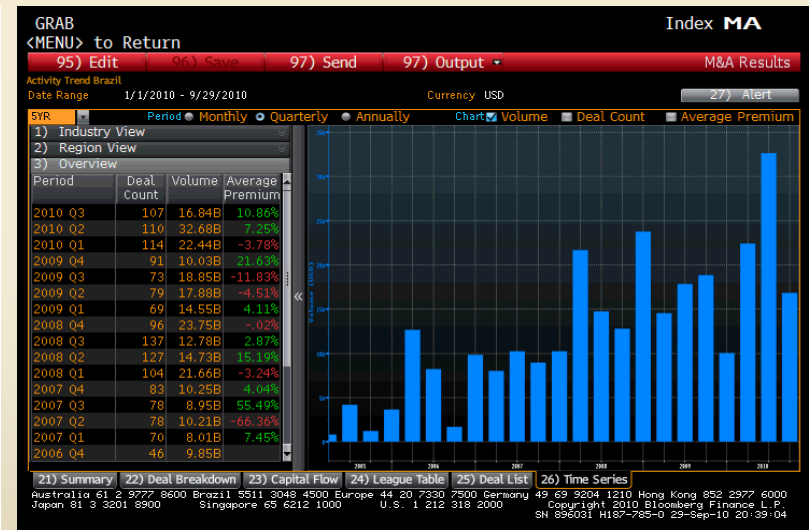 GRAB
Index MA
<MENU> to Return
95) Edit 96) Save 97) Send 97) Output M&A Results
Activity Trend Brazil
Date Range 1/1/2010 - 9/29/2010 Currency USD 27) Alert
5YR Period Monthly Quarterly Annually Chart Volume Deal Count Average Premium
1) Industry View
2) Region View
3) Overview
Period Deal Count Volume Average Premium
2010 Q3 107 16.84B 10.86%
2010 Q2 110 32.68B 7.25%
2010 Q1 114 22.44B -3.78%
2009 Q4 91 10.03B 21.63%
2009 Q3 73 18.85B -11.83%
2009 Q2 79 17.88B -4.51%
2009 Q1 69 14.55B 4.11%
2008 Q4 96 23.75B -.02%
2008 Q3 137 12.78B 2.87%
2008 Q2 127 14.73B 15.19%
2008 Q1 104 21.66B -3.24%
2007 Q4 83 10.25B 4.04%
2007 Q3 78 8.95B 55.49%
2007 Q2 78 10.21B -66.36%
2007 Q1 70 8.01B 7.45%
2006 Q4 46 9.85B
Volume (USD)
2005 2006 2007 2008 2009 2010
21) Summary 22) Deal Breakdown 23) Capital Flow 24) League Table 25) Deal List 26) Time Series
Australia 61 2 9777 8600 Brazil 5511 3048 4500 Europe 44 20 7330 7500 Germany 49 69 9204 1210 Hong Kong 852 2977 6000
Japan 81 3 3201 8900 Singapore 65 6212 1000 U.S. 1 212 318 2000 Copyright 2010 Bloomberg Finance L.P.
SN 896031 H187-785-0 29-Sep-10 20:39:04